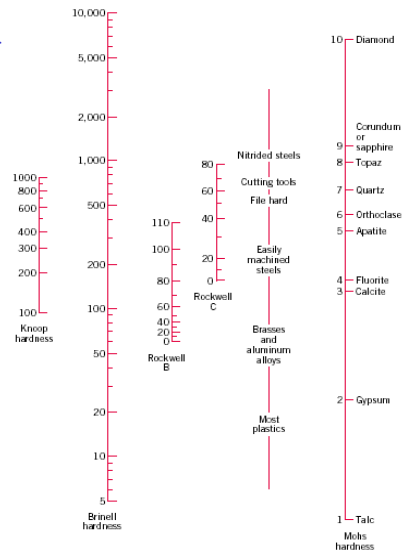 10,000
5,000
2,000
1,000
500
200
100
50
20
10
5
Brinell
hardness
1000
800
600
400
300
200
100
Knoop
hardness
110
100
80
60
40
20
0
Rockwell
B
80
60
40
20
0
Rockwell
C
Nitrided steels
Cutting tools
File hard
Easily
machined
steels
Brasses
and
aluminum
alloys
Most
plastics
10 Diamond
Corundum
or
9 sapphire
8 Topaz
7 Quartz
6 Orthoclase
5 Apatite
4 Fluorite
3 Calcite
2 Gypsum
1 Talc
Mohs
hardness